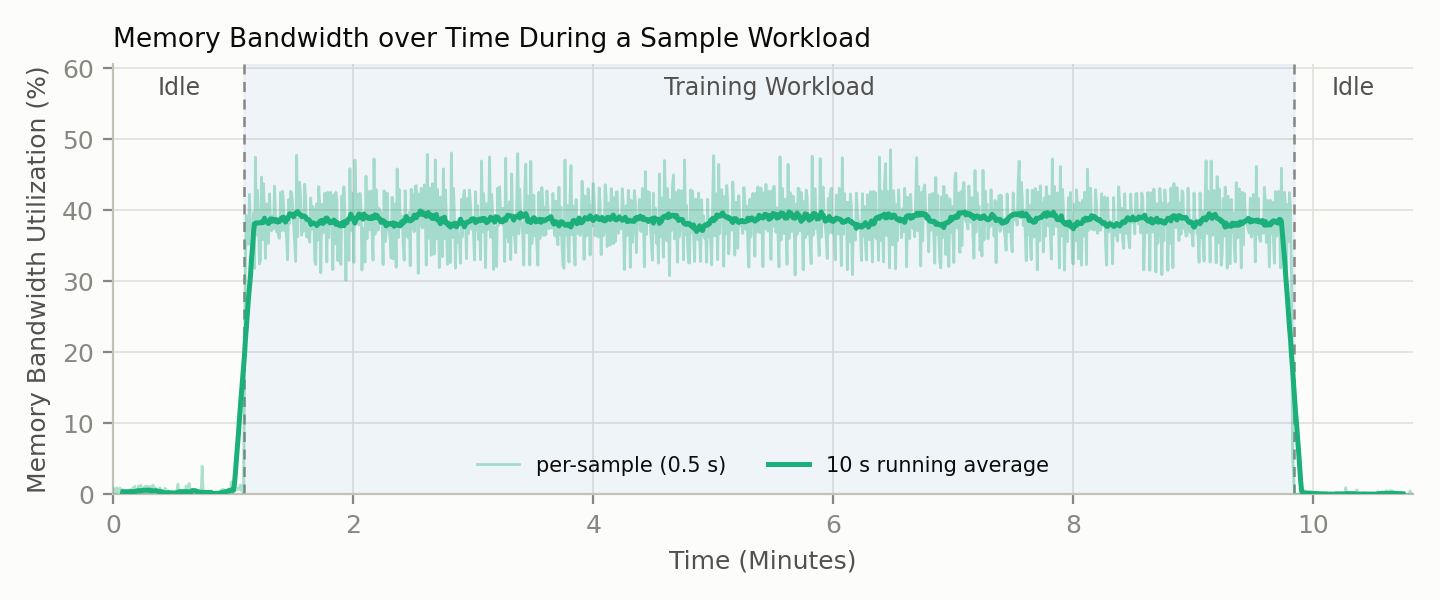 Memory Bandwidth over Time During a Sample Workload
Memory Bandwidth Utilization (%)
60
50
40
30
20
10
0
Idle
Training Workload
Idle
per-sample (0.5 s)
10 s running average
0 2 4 6 8 10
Time (Minutes)